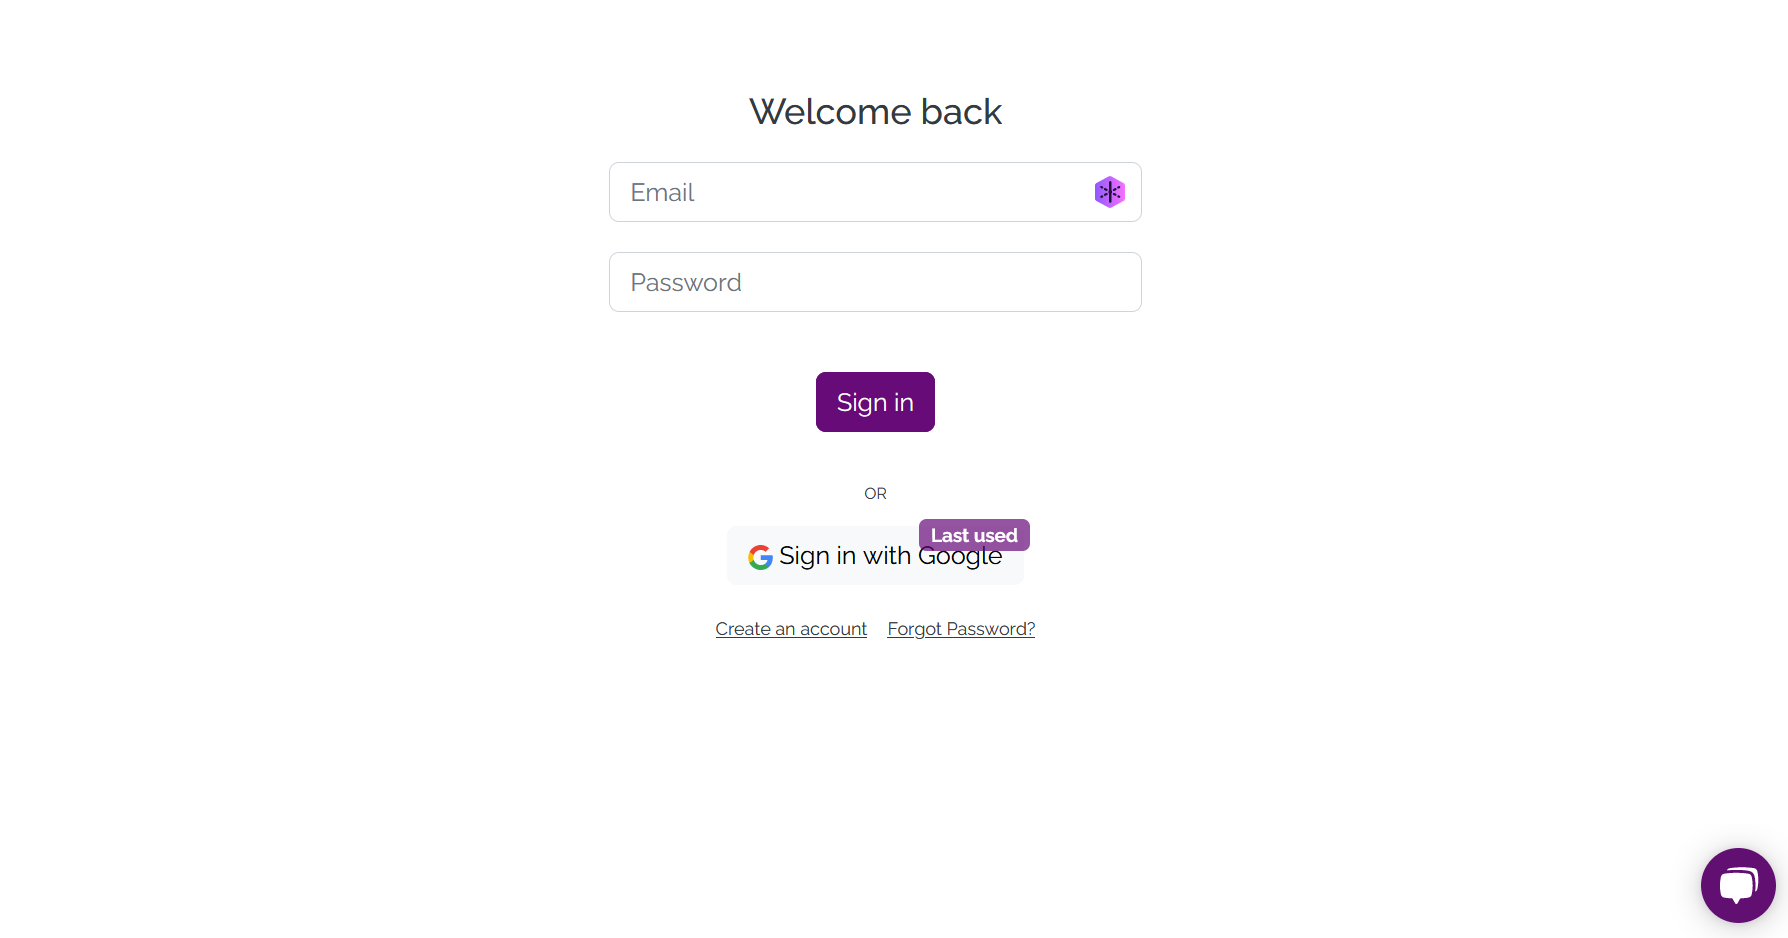 Welcome back
Email
Password
Sign in
OR
Last used
Sign in with Google
Create an account Forgot Password?